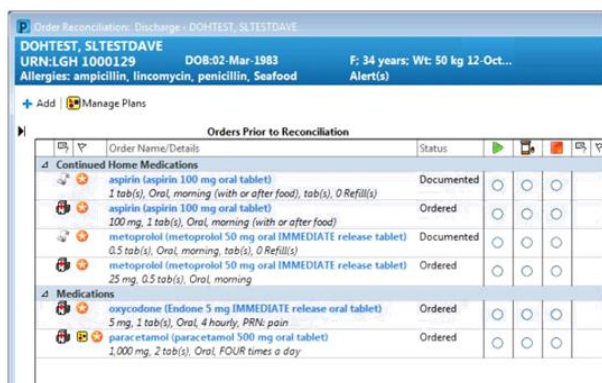 Order Reconciliation: Discharge - DOHTEST, SLTESTDAVE
DOHTEST, SLTESTDAVE
URN:LGH 1000129 DOB:02-Mar-1983 F; 34 years; Wt: 50 kg 12-Oct...
Allergies: ampicillin, lincomycin, penicillin, Seafood Alert(s)
Add Manage Plans
Orders Prior to Reconciliation
Order Name/Details Status
Continued Home Medications
aspirin (aspirin 100 mg oral tablet) Documented
1 tab(s), Oral, morning (with or after food), tab(s), 0 Refill(s)
aspirin (aspirin 100 mg oral tablet) Ordered
100 mg, 1 tab(s), Oral, morning (with or after food)
metoprolol (metoprolol 50 mg oral IMMEDIATE release tablet) Documented
0.5 tab(s), Oral, morning, tab(s), 0 Refill(s)
metoprolol (metoprolol 50 mg oral IMMEDIATE release tablet) Ordered
25 mg, 0.5 tab(s), Oral, morning
Medications
oxycodone (Endone 5 mg IMMEDIATE release oral tablet) Ordered
5 mg, 1 tab(s), Oral, 4 hourly, PRN: pain
paracetamol (paracetamol 500 mg oral tablet) Ordered
1,000 mg, 2 tab(s), Oral, FOUR times a day